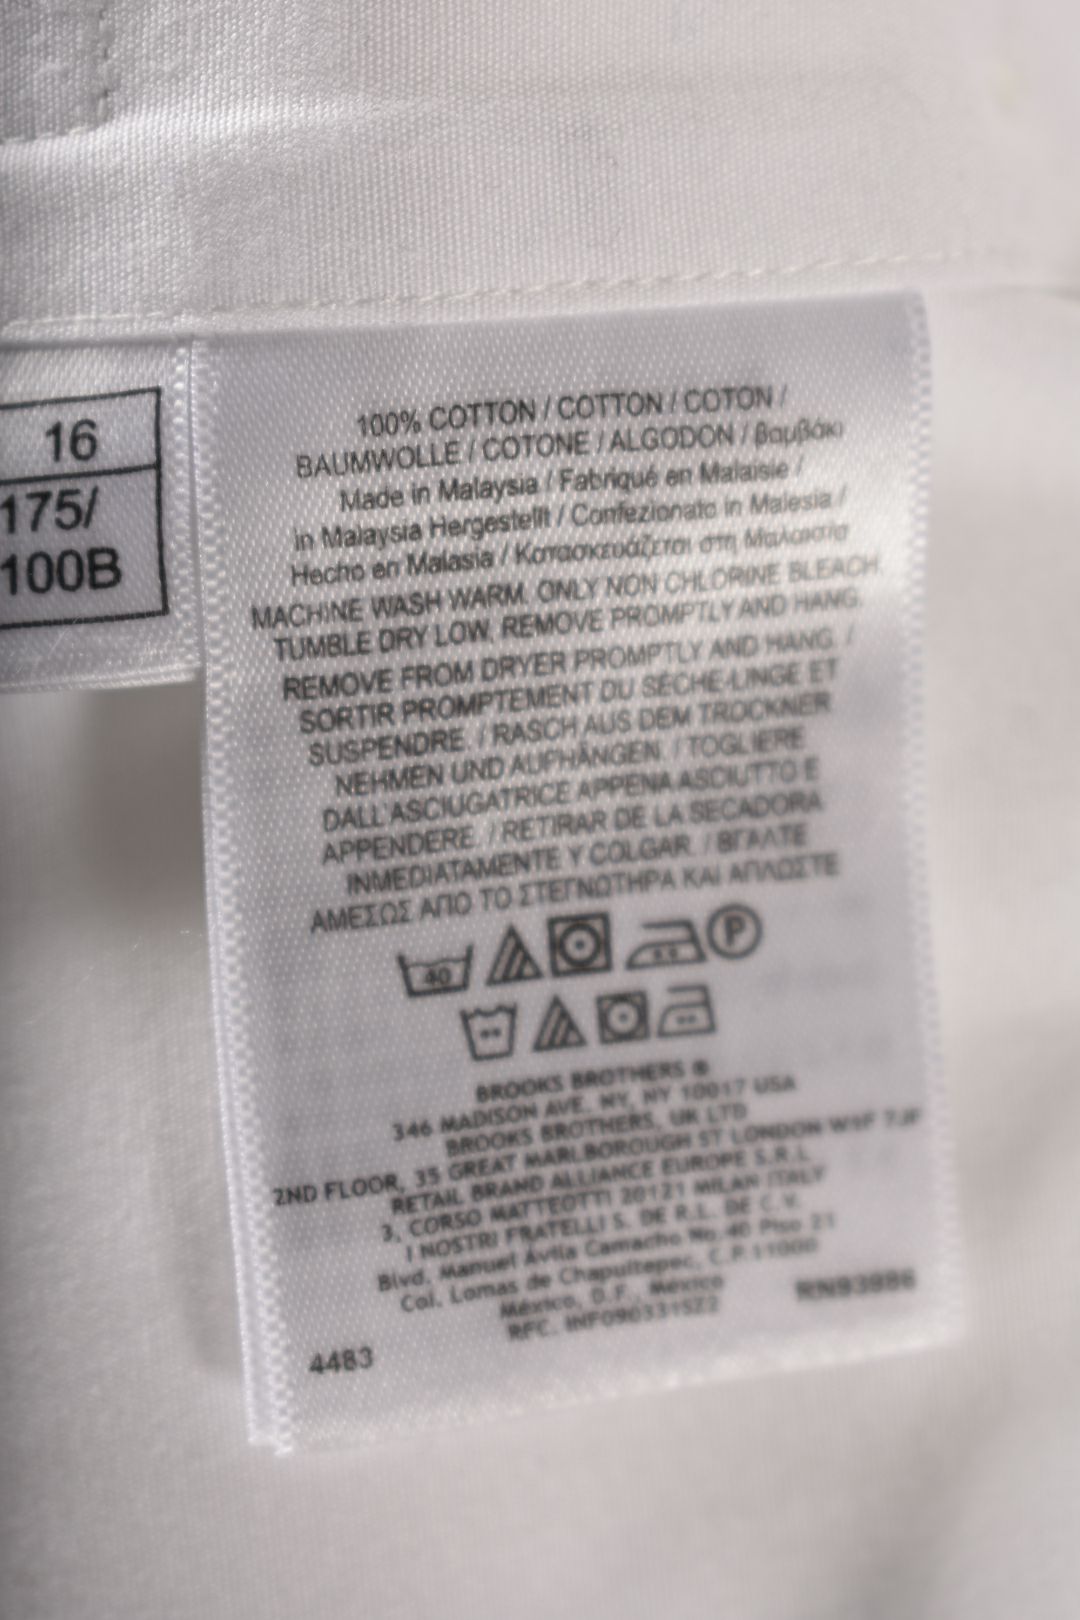 16
175/
100B
100% COTTON / COTTON / COTON /
BAUMWOLLE / COTONE / ALGODON / βαμβάκι
Made in Malaysia / Fabriqué en Malaisie /
in Malaysia Hergestellt / Confezionato in Malesia /
Hecho en Malasia / Κατασκευάζεται στη Μαλαισία
MACHINE WASH WARM. ONLY NON CHLORINE BLEACH.
TUMBLE DRY LOW. REMOVE PROMPTLY AND HANG.
REMOVE FROM DRYER PROMPTLY AND HANG. /
SORTIR PROMPTEMENT DU SÈCHE-LINGE ET
SUSPENDRE. / RASCH AUS DEM TROCKNER
NEHMEN UND AUFHÄNGEN. / TOGLIERE
DALL'ASCIUGATRICE APPENA ASCIUTTO E
APPENDERE. / RETIRAR DE LA SECADORA
INMEDIATAMENTE Y COLGAR. / ΒΓΑΛΤΕ
ΑΜΕΣΩΣ ΑΠΟ ΤΟ ΣΤΕΓΝΩΤΗΡΑ ΚΑΙ ΑΠΛΩΣΤΕ
40 P
BROOKS BROTHERS ®
346 MADISON AVE. NY, NY 10017 USA
BROOKS BROTHERS, UK LTD
2ND FLOOR, 35 GREAT MARLBOROUGH ST LONDON W1F 7JF
RETAIL BRAND ALLIANCE EUROPE S.R.L
3, CORSO MATTEOTTI 20121 MILAN ITALY
I NOSTRI FRATELLI S. DE R.L. DE C.V.
Blvd. Manuel Ávila Camacho No.40 Piso 21
Col. Lomas de Chapultepec, C.P.11000
México, D.F., México
RFC. INF0903315Z2
4483 RN93886